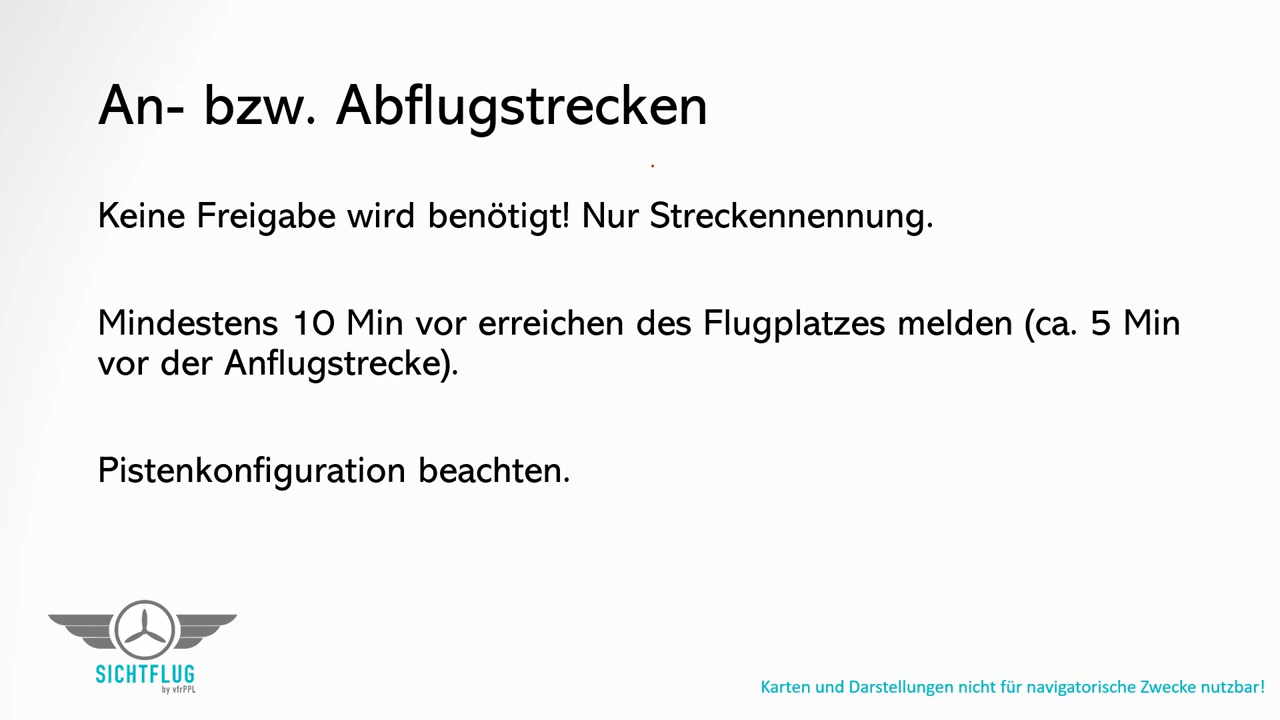 An- bzw. Abflugstrecken
Keine Freigabe wird benötigt! Nur Streckennennung.
Mindestens 10 Min vor erreichen des Flugplatzes melden (ca. 5 Min
vor der Anflugstrecke).
Pistenkonfiguration beachten.
SICHTFLUG
by vfrPPL
Karten und Darstellungen nicht für navigatorische Zwecke nutzbar!